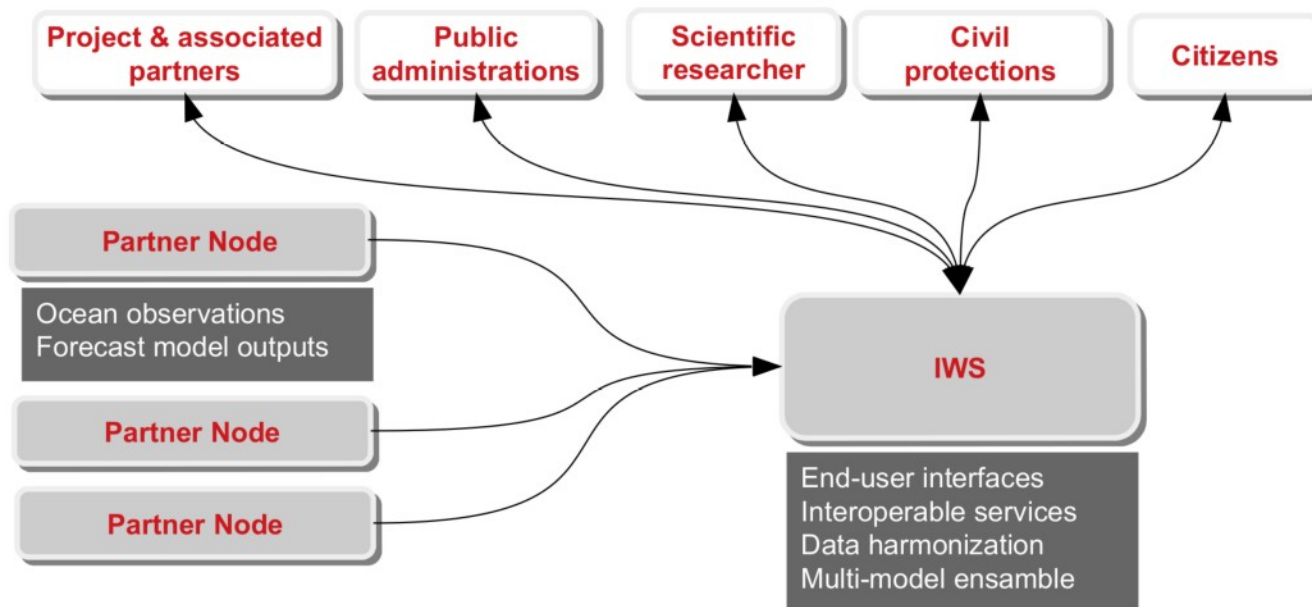 Project & associated
partners
Public
administrations
Scientific
researcher
Civil
protections
Citizens
Partner Node
Ocean observations
Forecast model outputs
Partner Node
Partner Node
IWS
End-user interfaces
Interoperable services
Data harmonization
Multi-model ensamble